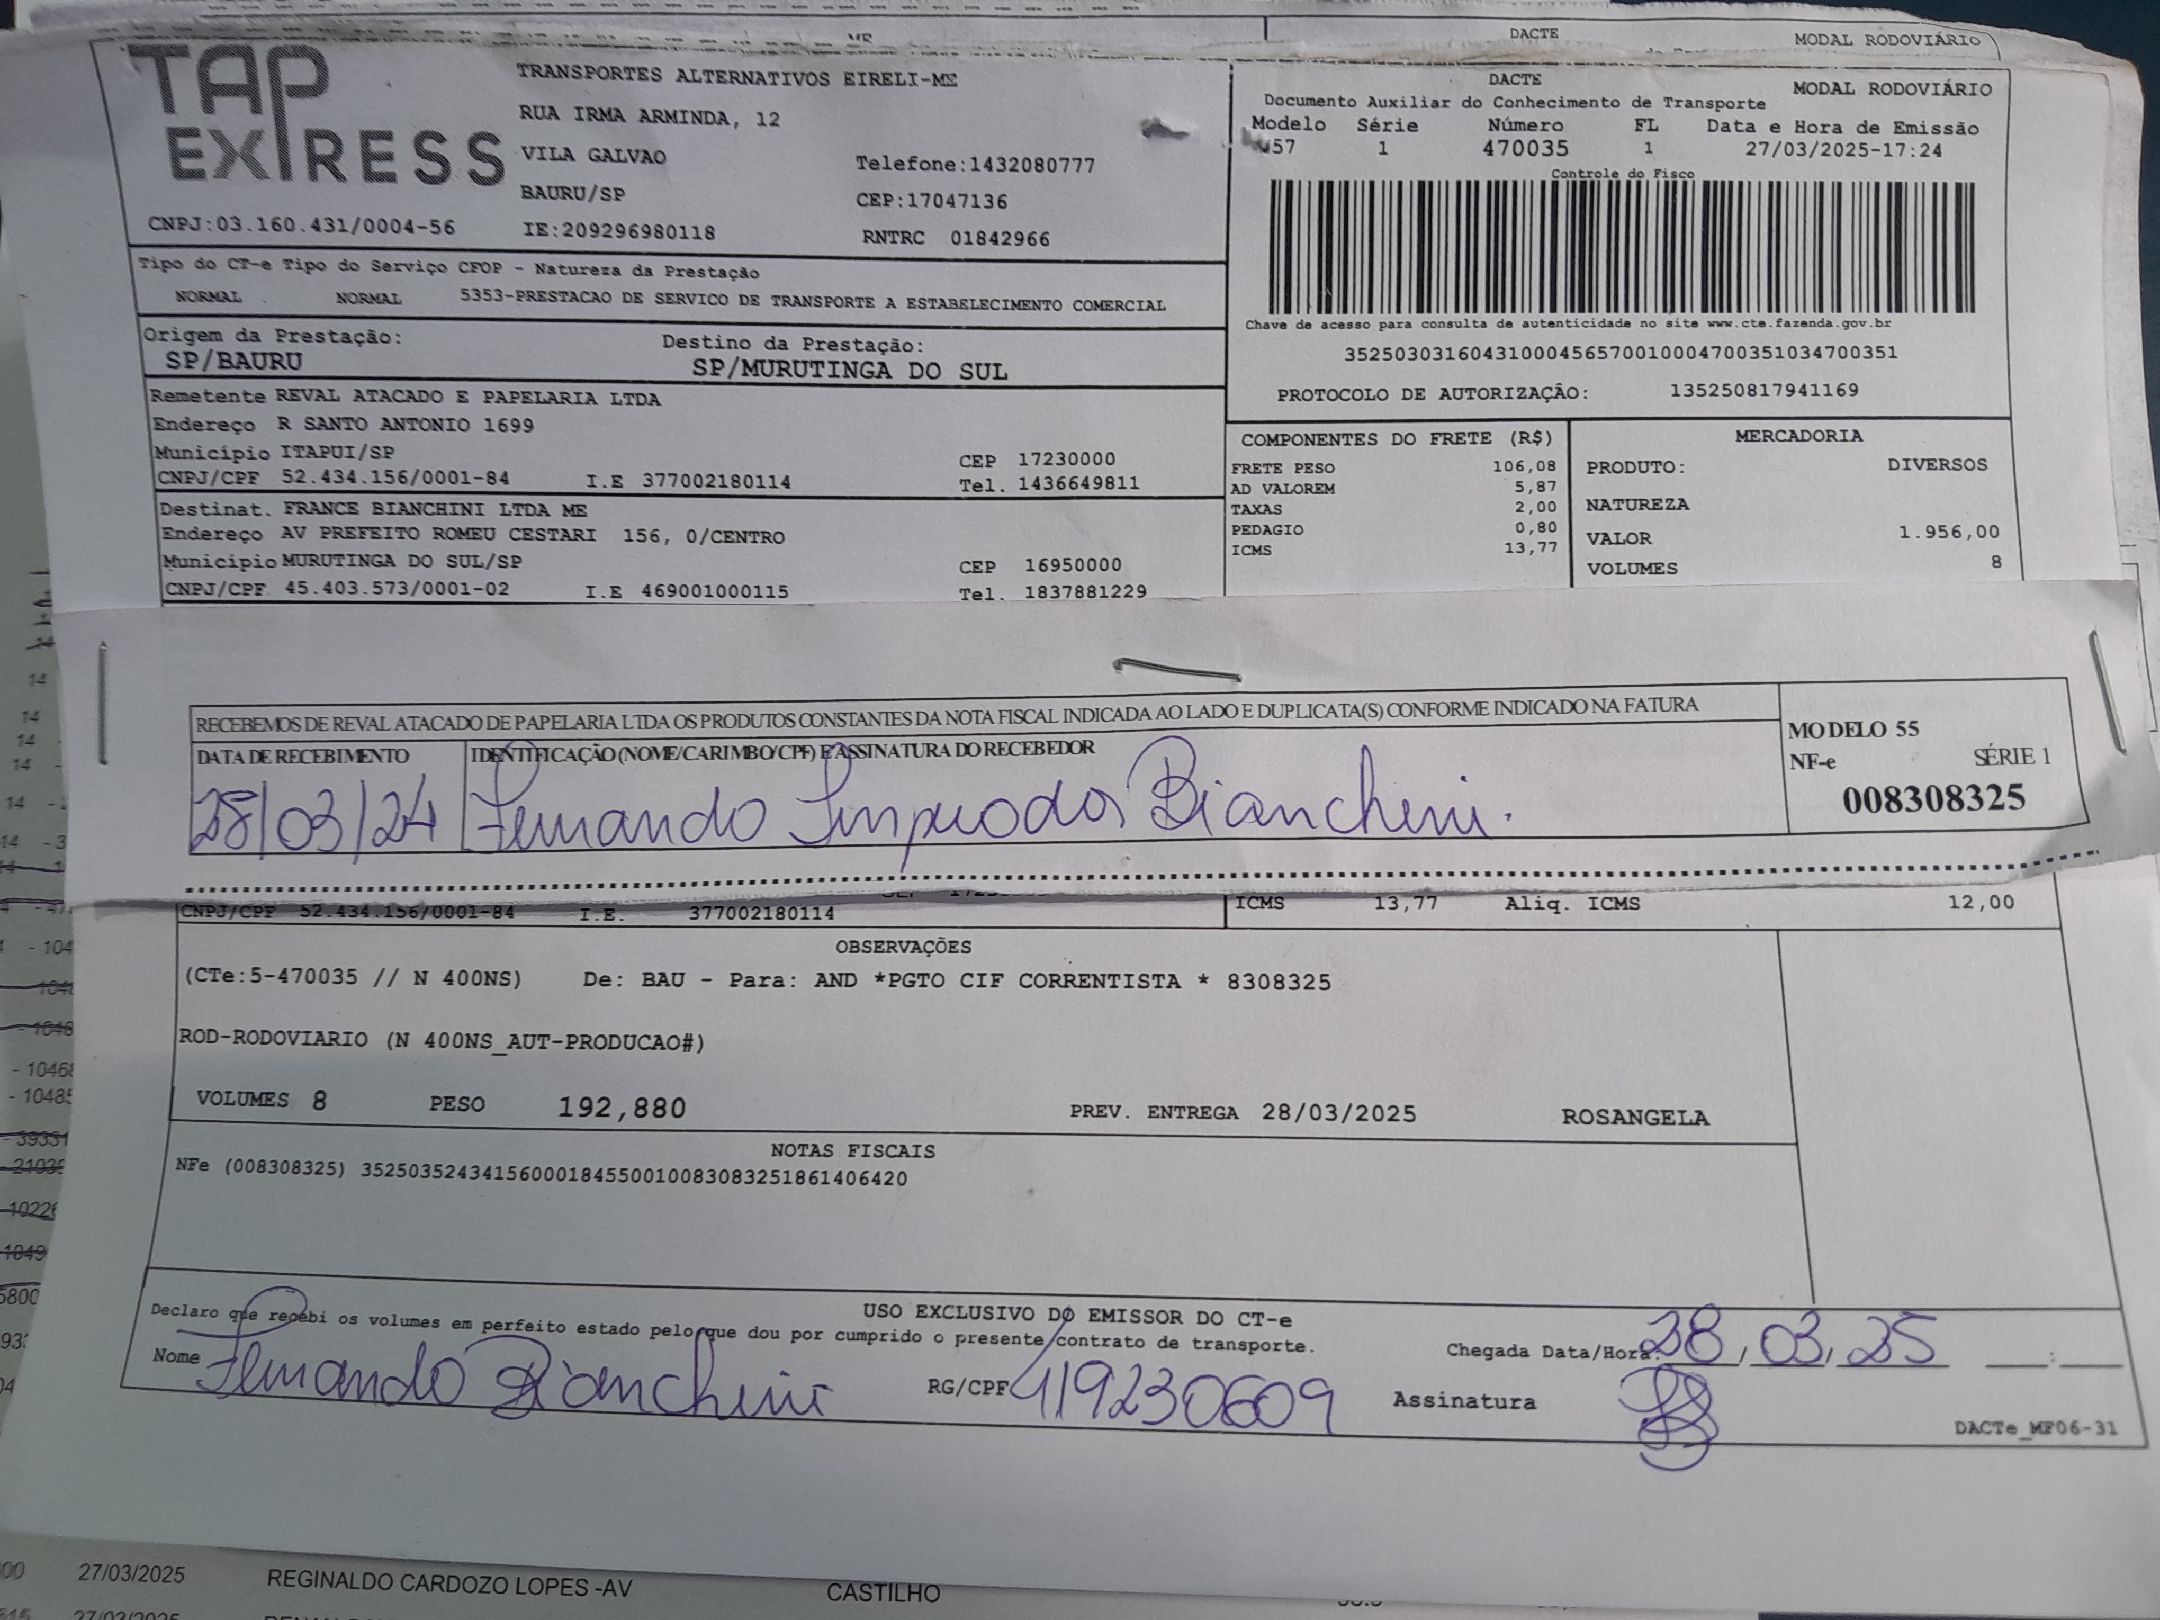 DACTE
MODAL RODOVIÁRIO
TAP EXPRESS
TRANSPORTES ALTERNATIVOS EIRELI-ME
RUA IRMA ARMINDA, 12
VILA GALVAO Telefone:1432080777
BAURU/SP CEP:17047136
CNPJ:03.160.431/0004-56 IE:209296980118 RNTRC 01842966
DACTE MODAL RODOVIÁRIO
Documento Auxiliar do Conhecimento de Transporte
Modelo Série Número FL Data e Hora de Emissão
57 1 470035 1 27/03/2025-17:24
Controle do Fisco
Chave de acesso para consulta de autenticidade no site www.cte.fazenda.gov.br
35250303160431000456570010004700351034700351
PROTOCOLO DE AUTORIZAÇÃO: 135250817941169
Tipo do CT-e Tipo do Serviço CFOP - Natureza da Prestação
NORMAL NORMAL 5353-PRESTACAO DE SERVICO DE TRANSPORTE A ESTABELECIMENTO COMERCIAL
Origem da Prestação: Destino da Prestação:
SP/BAURU SP/MURUTINGA DO SUL
Remetente REVAL ATACADO E PAPELARIA LTDA
Endereço R SANTO ANTONIO 1699
Município ITAPUI/SP CEP 17230000
CNPJ/CPF 52.434.156/0001-84 I.E 377002180114 Tel. 1436649811
Destinat. FRANCE BIANCHINI LTDA ME
Endereço AV PREFEITO ROMEU CESTARI 156, 0/CENTRO
Município MURUTINGA DO SUL/SP CEP 16950000
CNPJ/CPF 45.403.573/0001-02 I.E 469001000115 Tel. 1837881229
COMPONENTES DO FRETE (R$)
FRETE PESO 106,08
AD VALOREM 5,87
TAXAS 2,00
PEDAGIO 0,80
ICMS 13,77
MERCADORIA
PRODUTO: DIVERSOS
NATUREZA
VALOR 1.956,00
VOLUMES 8
RECEBEMOS DE REVAL ATACADO DE PAPELARIA LTDA OS PRODUTOS CONSTANTES DA NOTA FISCAL INDICADA AO LADO E DUPLICATA(S) CONFORME INDICADO NA FATURA
DATA DE RECEBIMENTO IDENTIFICAÇÃO (NOME/CARIMBO/CPF) E ASSINATURA DO RECEBEDOR
28/03/24 Fernando Bianchini.
MODELO 55
NF-e SÉRIE 1
008308325
CNPJ/CPF 52.434.156/0001-84 I.E. 377002180114 ICMS 13,77 Aliq. ICMS 12,00
OBSERVAÇÕES
(CTe:5-470035 // N 400NS) De: BAU - Para: AND *PGTO CIF CORRENTISTA * 8308325
ROD-RODOVIARIO (N 400NS_AUT-PRODUCAO#)
VOLUMES 8 PESO 192,880 PREV. ENTREGA 28/03/2025 ROSANGELA
NOTAS FISCAIS
NFe (008308325) 35250352434156000184550010083083251861406420
USO EXCLUSIVO DO EMISSOR DO CT-e
Declaro que recebi os volumes em perfeito estado pelo que dou por cumprido o presente contrato de transporte.
Nome Fernando Bianchini RG/CPF 419230609
Chegada Data/Hora: 28, 03, 25 :
Assinatura
DACTe_MF06-31
27/03/2025 REGINALDO CARDOZO LOPES -AV CASTILHO